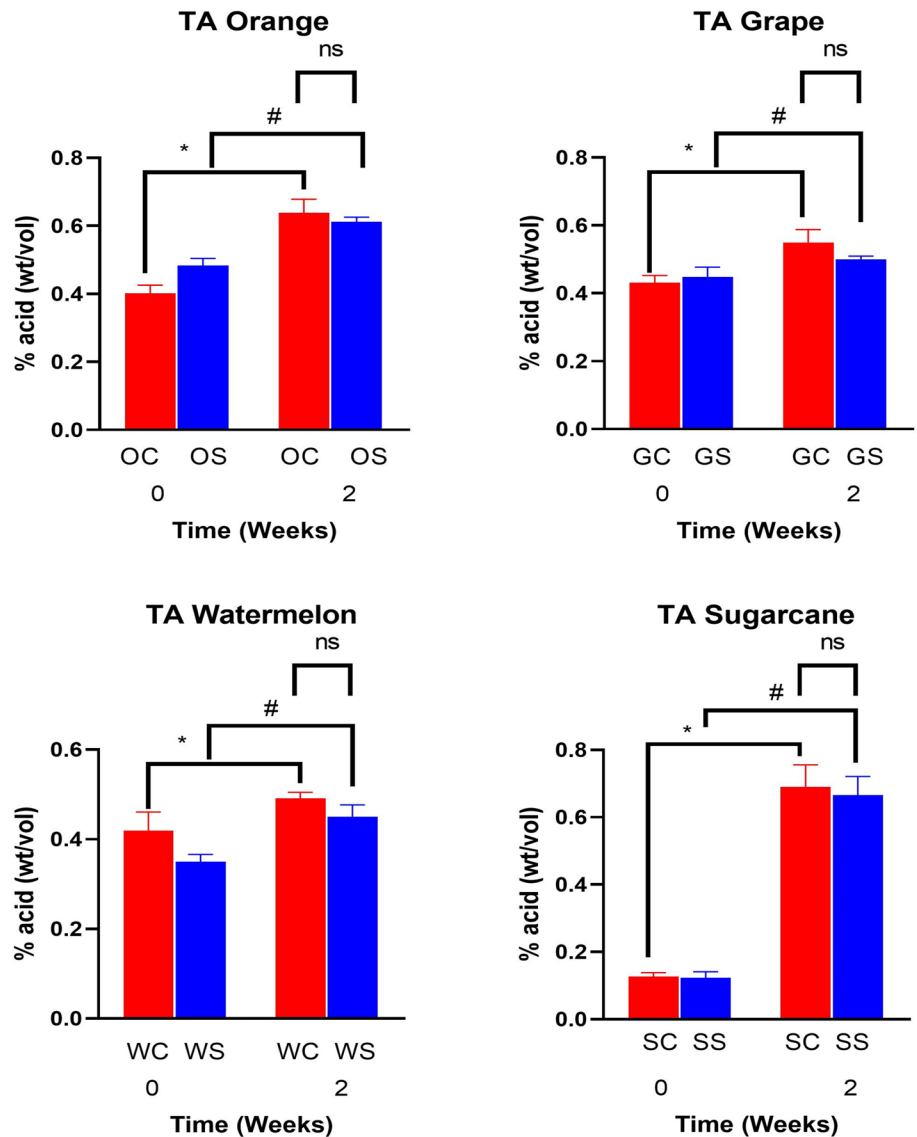 TA Orange
ns
#
*
0.8
0.6
0.4
0.2
0.0
% acid (wt/vol)
OC OS OC OS
0 2
Time (Weeks)
TA Grape
ns
#
*
0.8
0.6
0.4
0.2
0.0
% acid (wt/vol)
GC GS GC GS
0 2
Time (Weeks)
TA Watermelon
ns
#
*
0.6
0.4
0.2
0.0
% acid (wt/vol)
WC WS WC WS
0 2
Time (Weeks)
TA Sugarcane
ns
#
*
0.8
0.6
0.4
0.2
0.0
% acid (wt/vol)
SC SS SC SS
0 2
Time (Weeks)